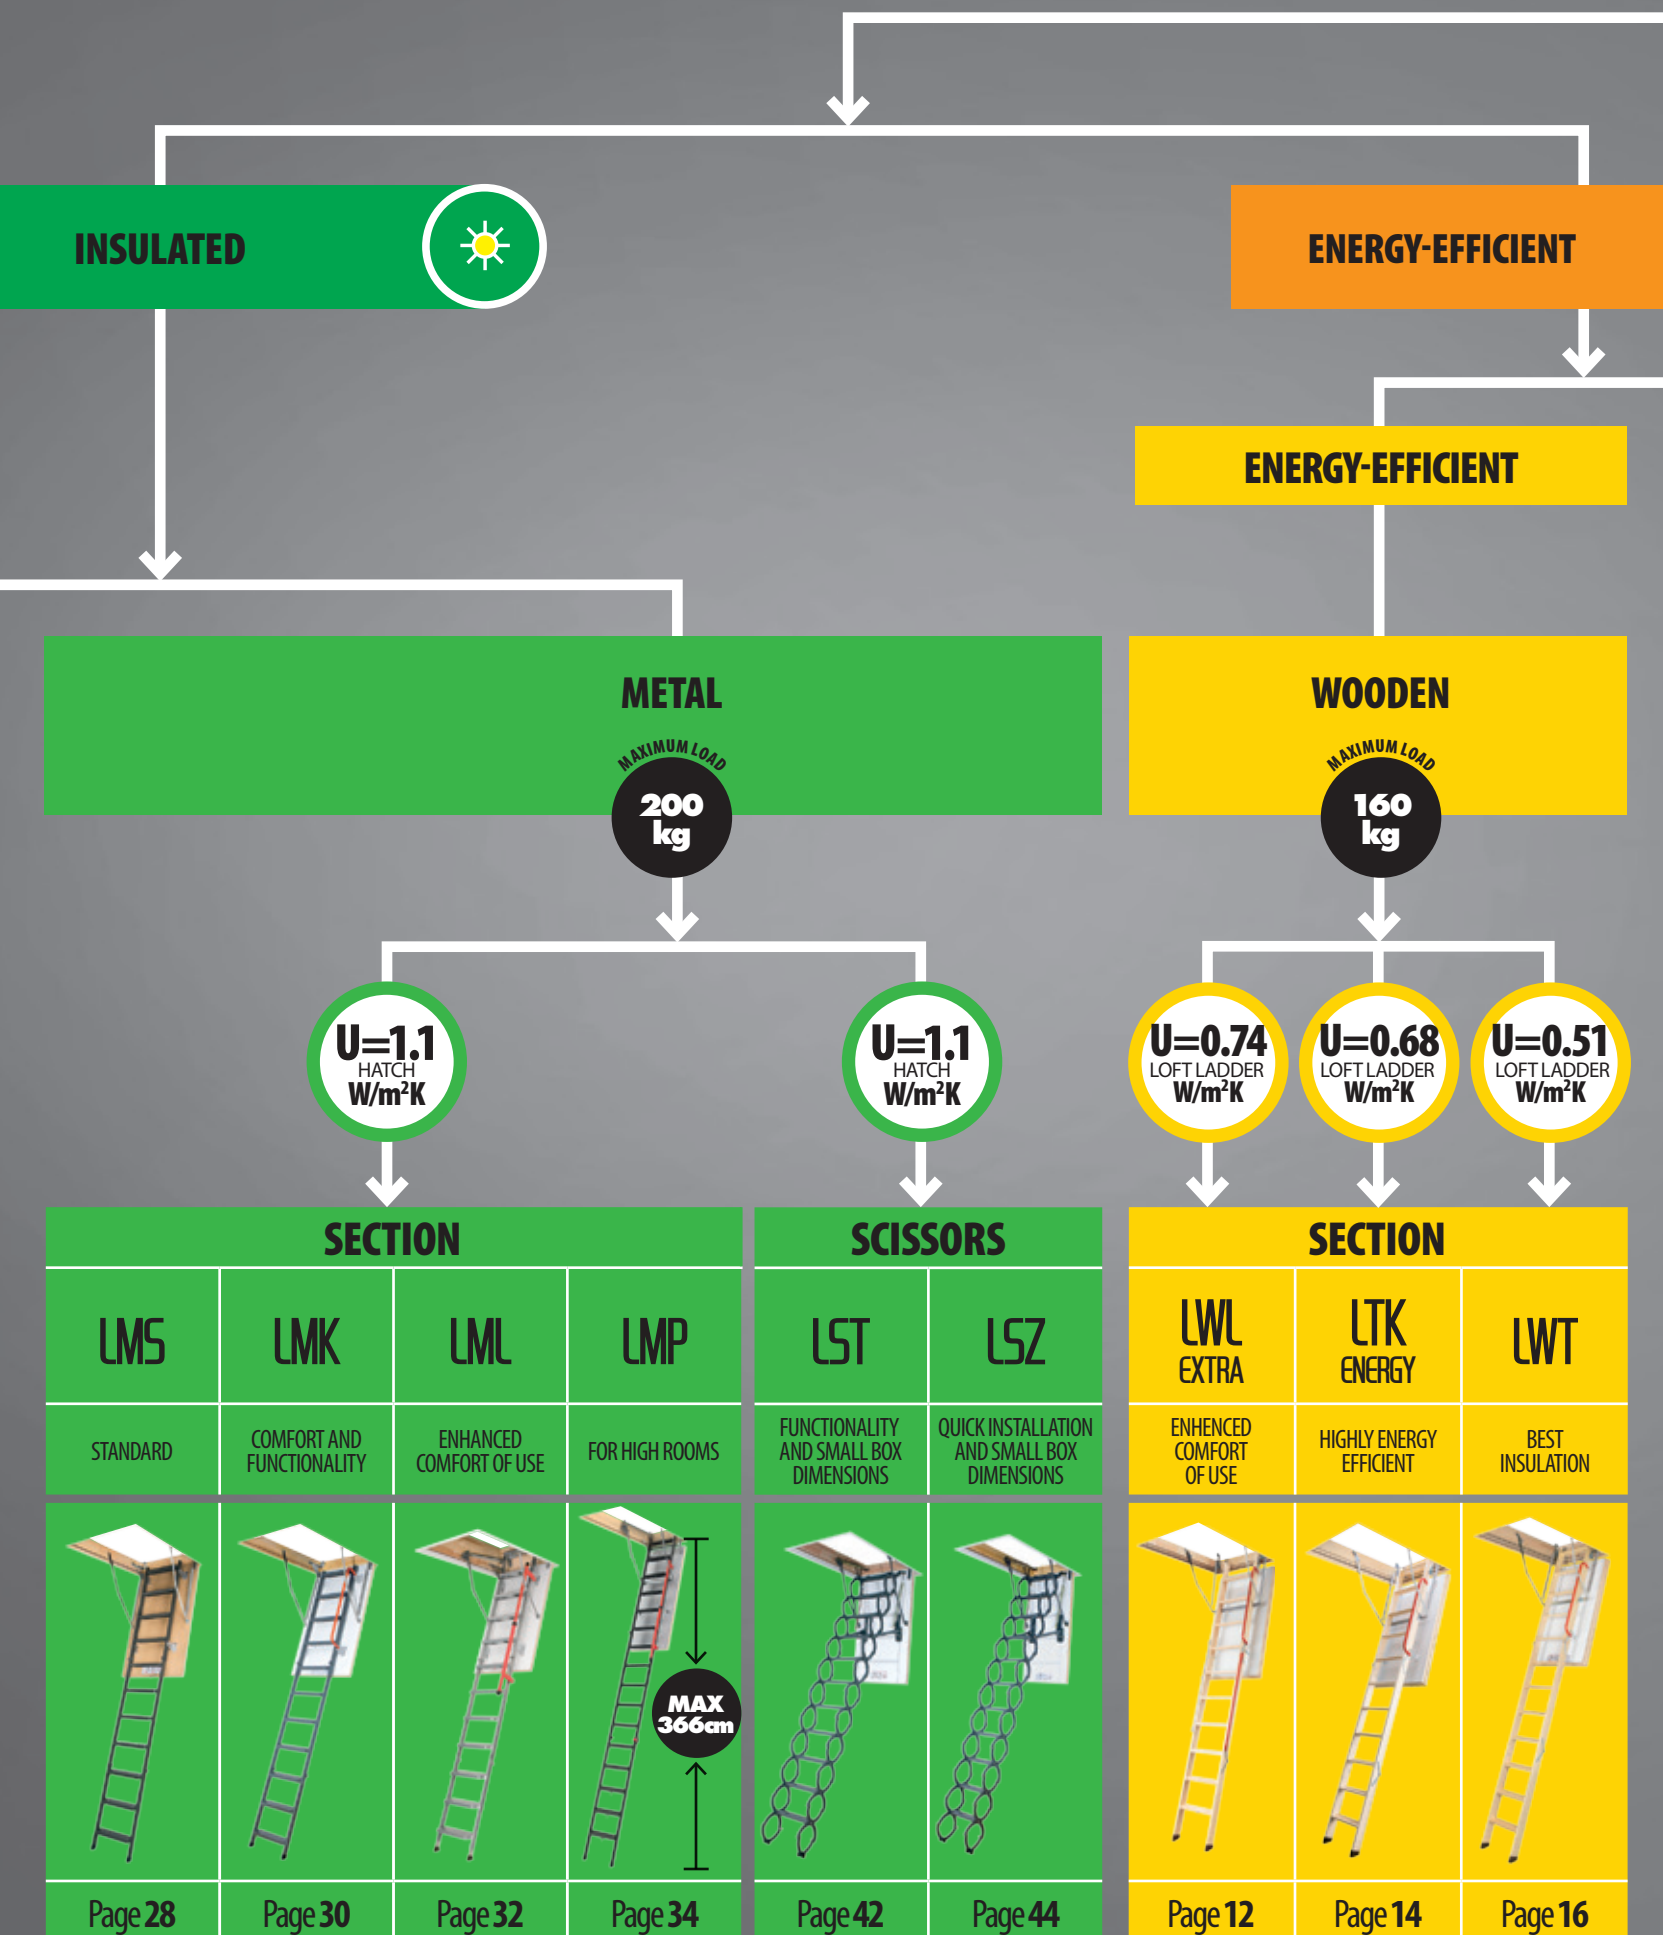 INSULATED
ENERGY-EFFICIENT
ENERGY-EFFICIENT
METAL
MAXIMUM LOAD
200
kg
WOODEN
MAXIMUM LOAD
160
kg
U=1.1
HATCH
W/m²K
U=1.1
HATCH
W/m²K
U=0.74
LOFT LADDER
W/m²K
U=0.68
LOFT LADDER
W/m²K
U=0.51
LOFT LADDER
W/m²K
SECTION
LMS
LMK
LML
LMP
STANDARD
COMFORT AND
FUNCTIONALITY
ENHANCED
COMFORT OF USE
FOR HIGH ROOMS
MAX
366cm
Page 28
Page 30
Page 32
Page 34
SCISSORS
LST
LSZ
FUNCTIONALITY
AND SMALL BOX
DIMENSIONS
QUICK INSTALLATION
AND SMALL BOX
DIMENSIONS
Page 42
Page 44
SECTION
LWL
EXTRA
LTK
ENERGY
LWT
ENHENCED
COMFORT
OF USE
HIGHLY ENERGY
EFFICIENT
BEST
INSULATION
Page 12
Page 14
Page 16